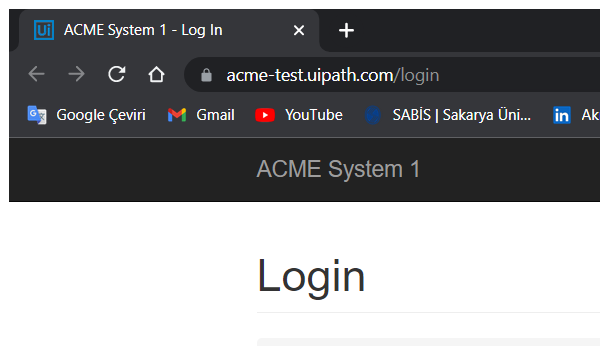 Ui ACME System 1 - Log In
acme-test.uipath.com/login
Google Çeviri Gmail YouTube SABİS | Sakarya Üni... in Ak
ACME System 1
Login